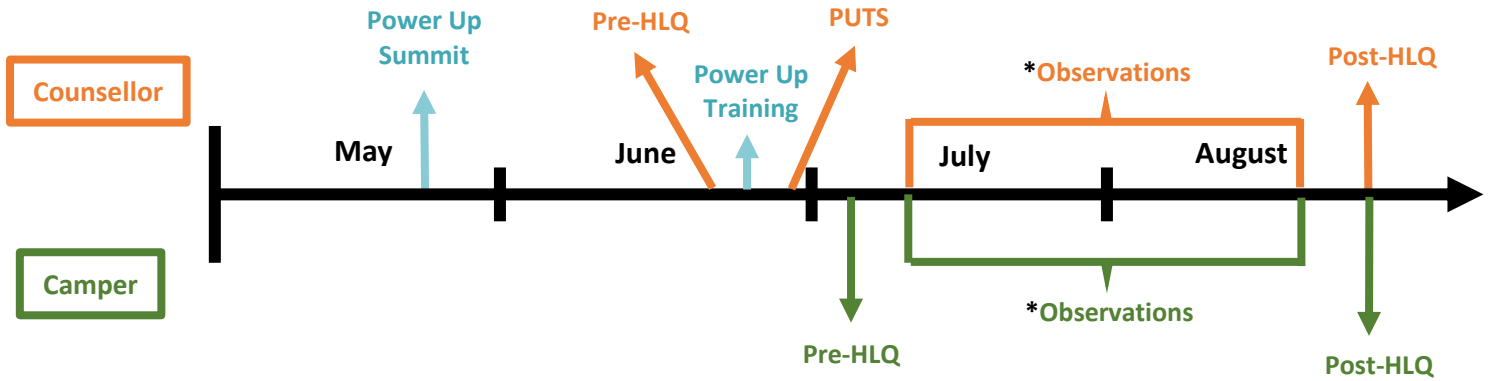 Power Up
Summit
Pre-HLQ
PUTS
Power Up
Training
*Observations
Post-HLQ
Counsellor
May
June
July
August
Camper
*Observations
Pre-HLQ
Post-HLQ